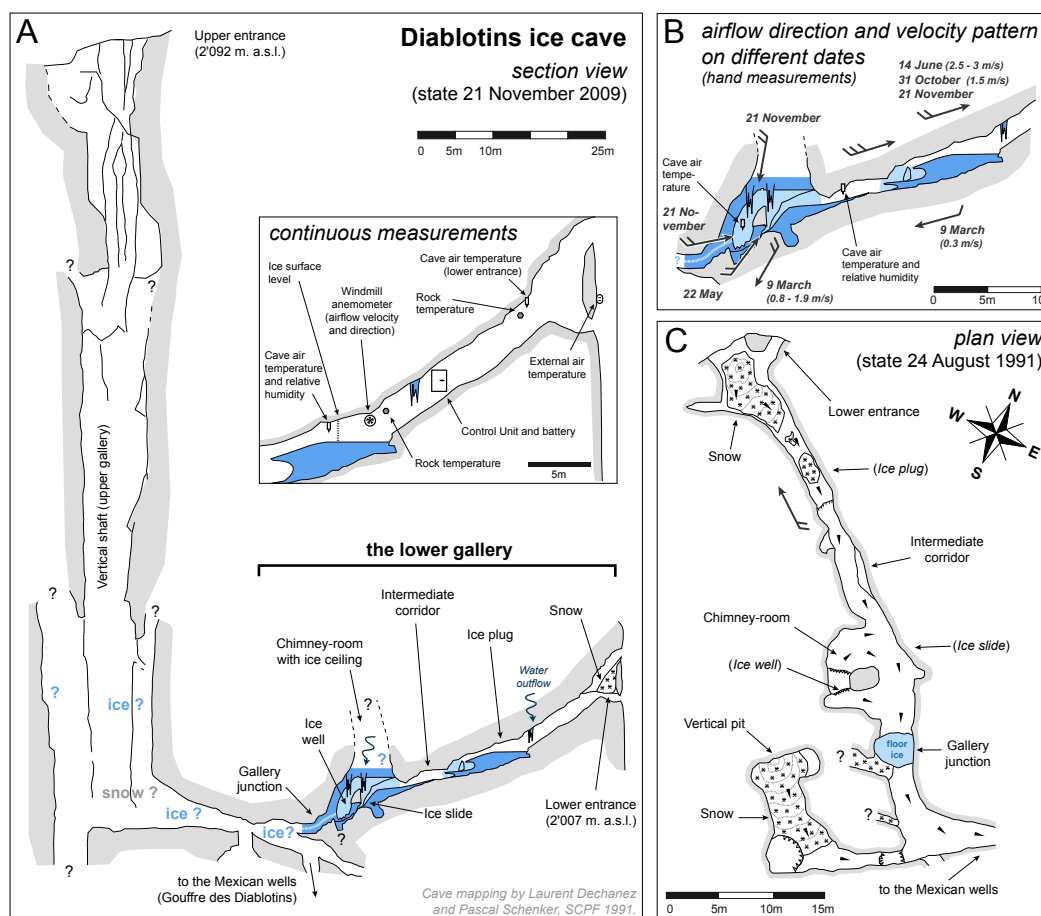 A
Upper entrance
(2'092 m. a.s.l.)
Diablotins ice cave
section view
(state 21 November 2009)
0 5m 10m 25m
?
?
Vertical shaft (upper gallery)
?
?
?
ice ?
snow ?
ice ?
ice?
?
?
continuous measurements
Ice surface
level
Windmill
anemometer
(airflow velocity
and direction)
Cave air
temperature
and relative
humidity
Cave air temperature
(lower entrance)
Rock
temperature
External air
temperature
Control Unit and battery
Rock temperature
5m
the lower gallery
Chimney-room
with ice ceiling
?
Intermediate
corridor
Ice plug
Snow
Water
outflow
Ice
well
?
Gallery
junction
Ice slide
Lower entrance
(2'007 m. a.s.l.)
to the Mexican wells
(Gouffre des Diablotins)
Cave mapping by Laurent Dechanez
and Pascal Schenker, SCPF 1991.
B
airflow direction and velocity pattern
on different dates
(hand measurements)
14 June (2.5 - 3 m/s)
31 October (1.5 m/s)
21 November
21 November
Cave air
tempe-
rature
21 No-
vember
?
22 May
9 March
(0.8 - 1.9 m/s)
Cave air
temperature and
relative humidity
9 March
(0.3 m/s)
0 5m 10
C
plan view
(state 24 August 1991)
N
W
E
S
Lower entrance
Snow
(Ice plug)
Intermediate
corridor
Chimney-room
(Ice well)
(Ice slide)
Vertical pit
floor
ice
Gallery
junction
?
?
Snow
to the Mexican wells
0 5m 10m 15m